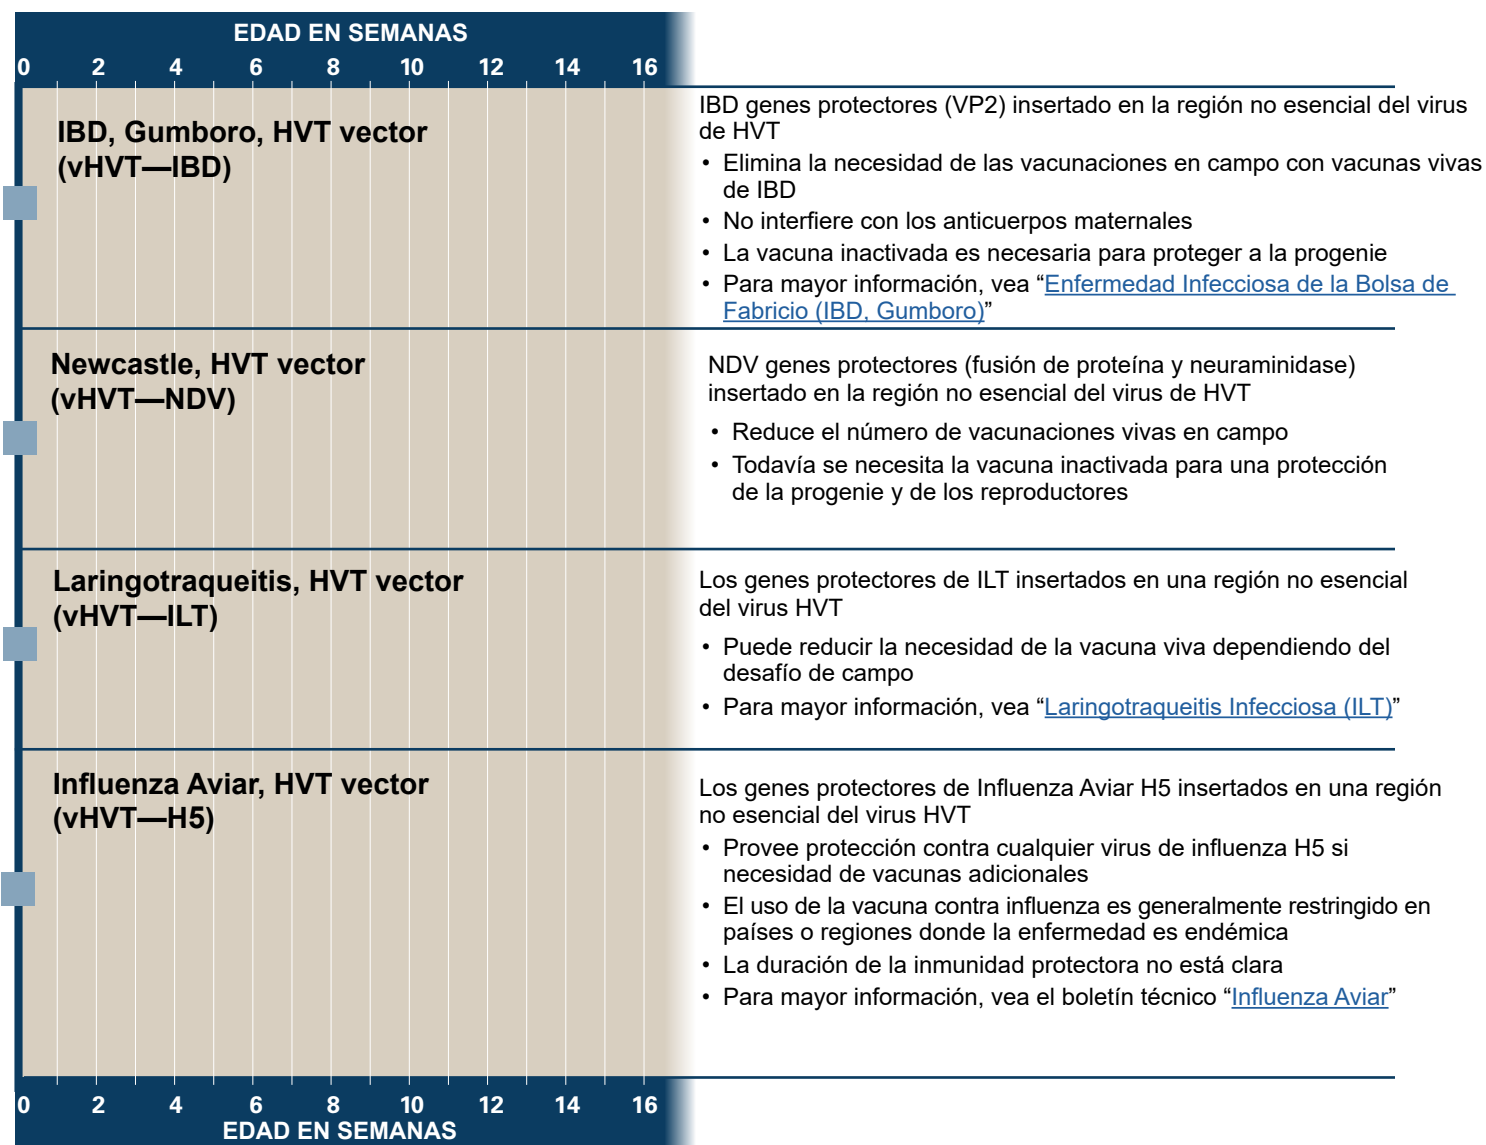 EDAD EN SEMANAS
0 2 4 6 8 10 12 14 16
IBD, Gumboro, HVT vector
(vHVT—IBD)
IBD genes protectores (VP2) insertado en la región no esencial del virus
de HVT
• Elimina la necesidad de las vacunaciones en campo con vacunas vivas
de IBD
• No interfiere con los anticuerpos maternales
• La vacuna inactivada es necesaria para proteger a la progenie
• Para mayor información, vea “Enfermedad Infecciosa de la Bolsa de
Fabricio (IBD, Gumboro)”
Newcastle, HVT vector
(vHVT—NDV)
NDV genes protectores (fusión de proteína y neuraminidase)
insertado en la región no esencial del virus de HVT
• Reduce el número de vacunaciones vivas en campo
• Todavía se necesita la vacuna inactivada para una protección
de la progenie y de los reproductores
Laringotraqueitis, HVT vector
(vHVT—ILT)
Los genes protectores de ILT insertados en una región no esencial
del virus HVT
• Puede reducir la necesidad de la vacuna viva dependiendo del
desafío de campo
• Para mayor información, vea “Laringotraqueitis Infecciosa (ILT)”
Influenza Aviar, HVT vector
(vHVT—H5)
Los genes protectores de Influenza Aviar H5 insertados en una región
no esencial del virus HVT
• Provee protección contra cualquier virus de influenza H5 si
necesidad de vacunas adicionales
• El uso de la vacuna contra influenza es generalmente restringido en
países o regiones donde la enfermedad es endémica
• La duración de la inmunidad protectora no está clara
• Para mayor información, vea el boletín técnico “Influenza Aviar”
0 2 4 6 8 10 12 14 16
EDAD EN SEMANAS